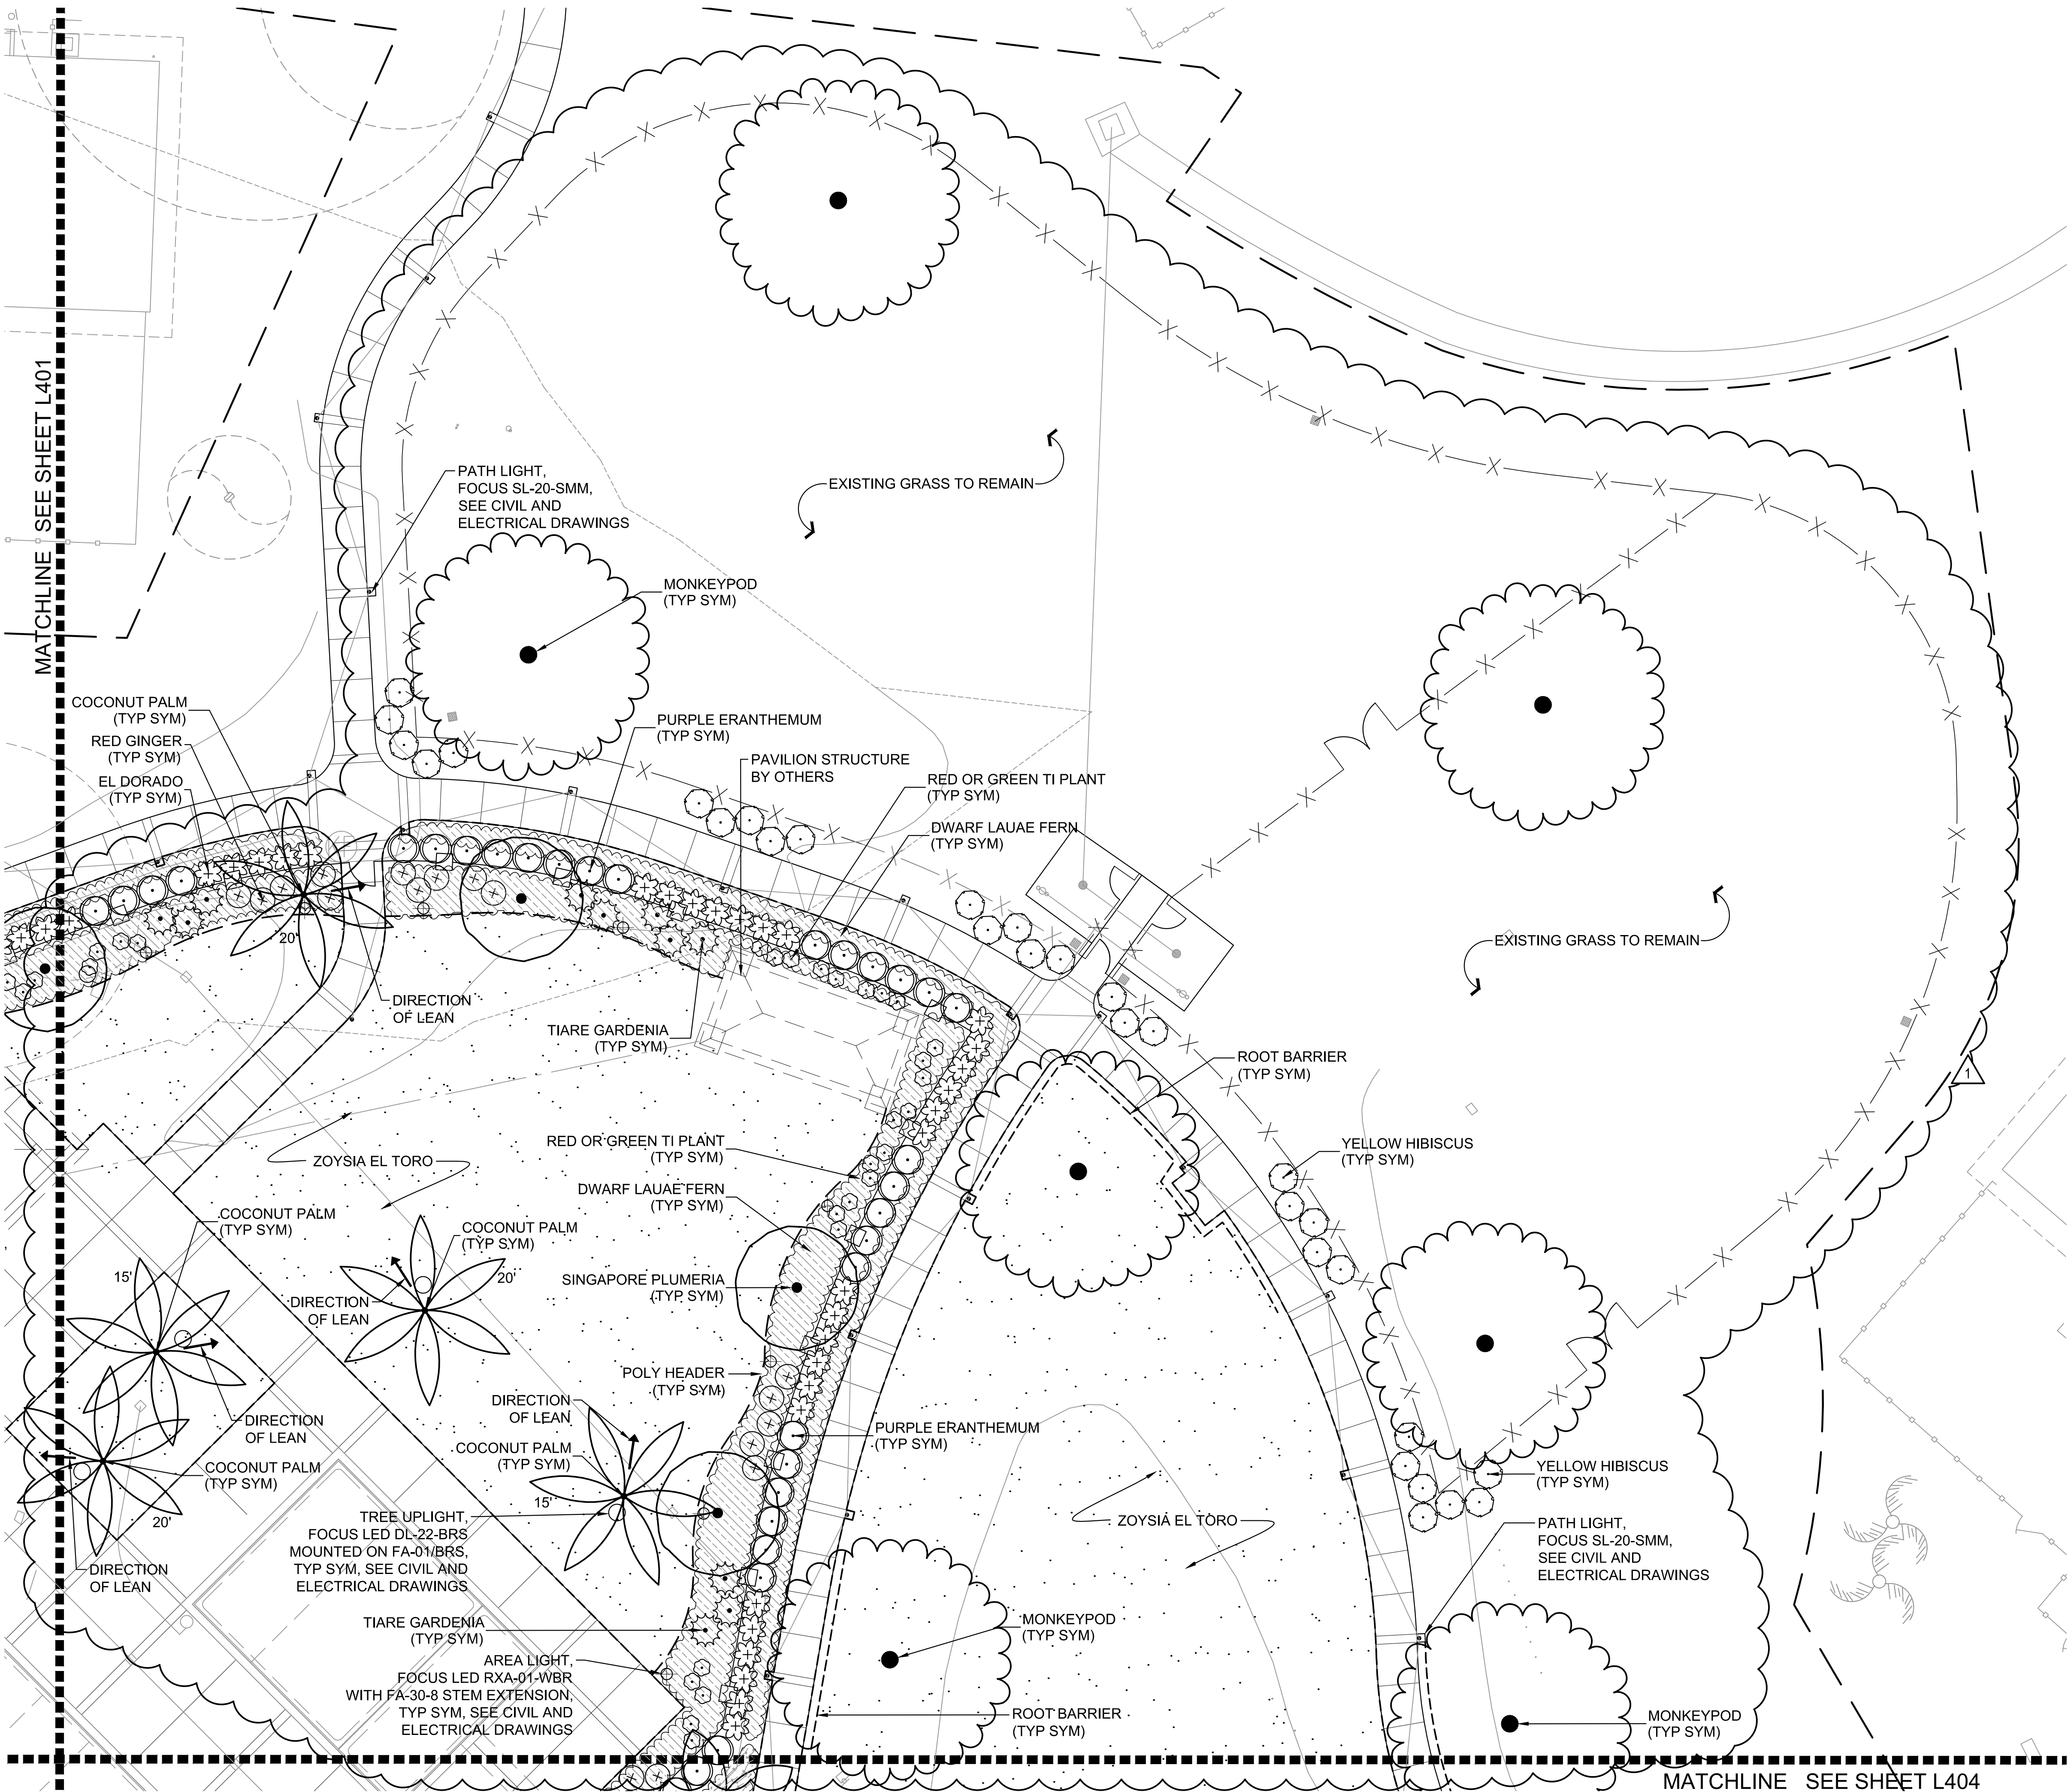 MATCHLINE SEE SHEET L401
PATH LIGHT,
FOCUS SL-20-SMM,
SEE CIVIL AND
ELECTRICAL DRAWINGS
EXISTING GRASS TO REMAIN
MONKEYPOD
(TYP SYM)
COCONUT PALM
(TYP SYM)
RED GINGER
(TYP SYM)
EL DORADO
(TYP SYM)
PURPLE ERANTHEMUM
(TYP SYM)
PAVILION STRUCTURE
BY OTHERS
RED OR GREEN TI PLANT
(TYP SYM)
DWARF LAUAE FERN
(TYP SYM)
20'
DIRECTION
OF LEAN
TIARE GARDENIA
(TYP SYM)
EXISTING GRASS TO REMAIN
ROOT BARRIER
(TYP SYM)
1
RED OR GREEN TI PLANT
(TYP SYM)
ZOYSIA EL TORO
DWARF LAUAE FERN
(TYP SYM)
YELLOW HIBISCUS
(TYP SYM)
COCONUT PALM
(TYP SYM)
15'
COCONUT PALM
(TYP SYM)
20'
DIRECTION
OF LEAN
SINGAPORE PLUMERIA
(TYP SYM)
POLY HEADER
(TYP SYM)
DIRECTION
OF LEAN
DIRECTION
OF LEAN
COCONUT PALM
(TYP SYM)
COCONUT PALM
(TYP SYM)
15'
20'
PURPLE ERANTHEMUM
(TYP SYM)
YELLOW HIBISCUS
(TYP SYM)
TREE UPLIGHT,
FOCUS LED DL-22-BRS
MOUNTED ON FA-01/BRS,
TYP SYM, SEE CIVIL AND
ELECTRICAL DRAWINGS
ZOYSIA EL TORO
PATH LIGHT,
FOCUS SL-20-SMM,
SEE CIVIL AND
ELECTRICAL DRAWINGS
DIRECTION
OF LEAN
TIARE GARDENIA
(TYP SYM)
MONKEYPOD
(TYP SYM)
AREA LIGHT,
FOCUS LED RXA-01-WBR
WITH FA-30-8 STEM EXTENSION,
TYP SYM, SEE CIVIL AND
ELECTRICAL DRAWINGS
ROOT BARRIER
(TYP SYM)
MONKEYPOD
(TYP SYM)
MATCHLINE SEE SHEET L404